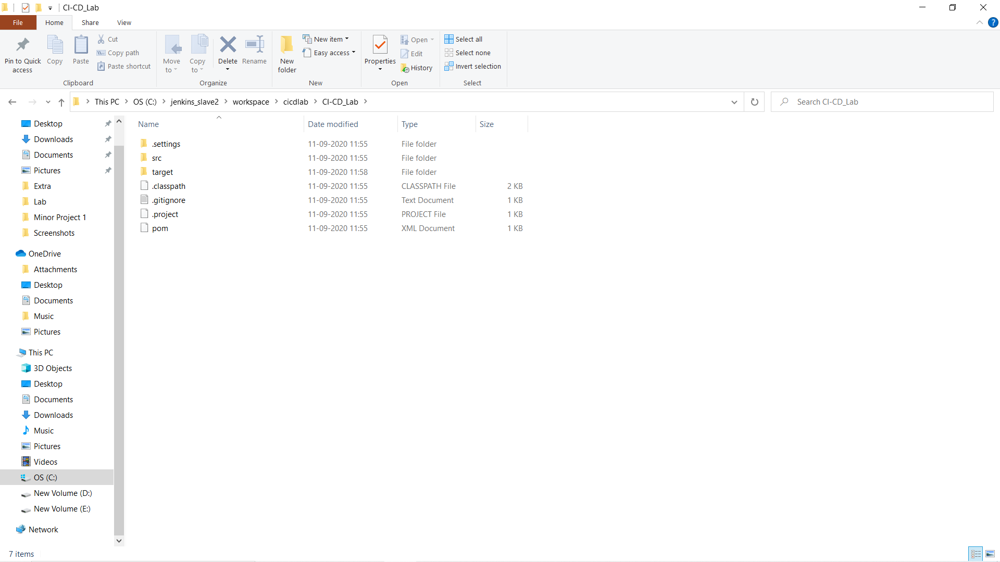 CI-CD_Lab
File Home Share View
Pin to Quick access
Copy
Paste
Cut
Copy path
Paste shortcut
Clipboard
Move to
Copy to
Delete
Rename
Organize
New folder
New item
Easy access
New
Properties
Open
Edit
History
Open
Select all
Select none
Invert selection
Select
This PC > OS (C:) > jenkins_slave2 > workspace > cicdlab > CI-CD_Lab >
Search CI-CD_Lab
Desktop
Downloads
Documents
Pictures
Extra
Lab
Minor Project 1
Screenshots
OneDrive
Attachments
Desktop
Documents
Music
Pictures
This PC
3D Objects
Desktop
Documents
Downloads
Music
Pictures
Videos
OS (C:)
New Volume (D:)
New Volume (E:)
Network
Name Date modified Type Size
.settings 11-09-2020 11:55 File folder
src 11-09-2020 11:55 File folder
target 11-09-2020 11:58 File folder
.classpath 11-09-2020 11:55 CLASSPATH File 2 KB
.gitignore 11-09-2020 11:55 Text Document 1 KB
.project 11-09-2020 11:55 PROJECT File 1 KB
pom 11-09-2020 11:55 XML Document 1 KB
7 items